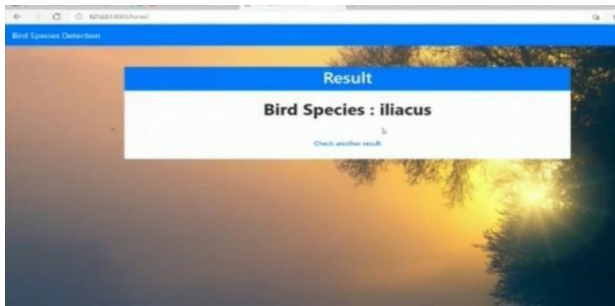 Bird Species Detection
Result
Bird Species : iliacus
Check another result